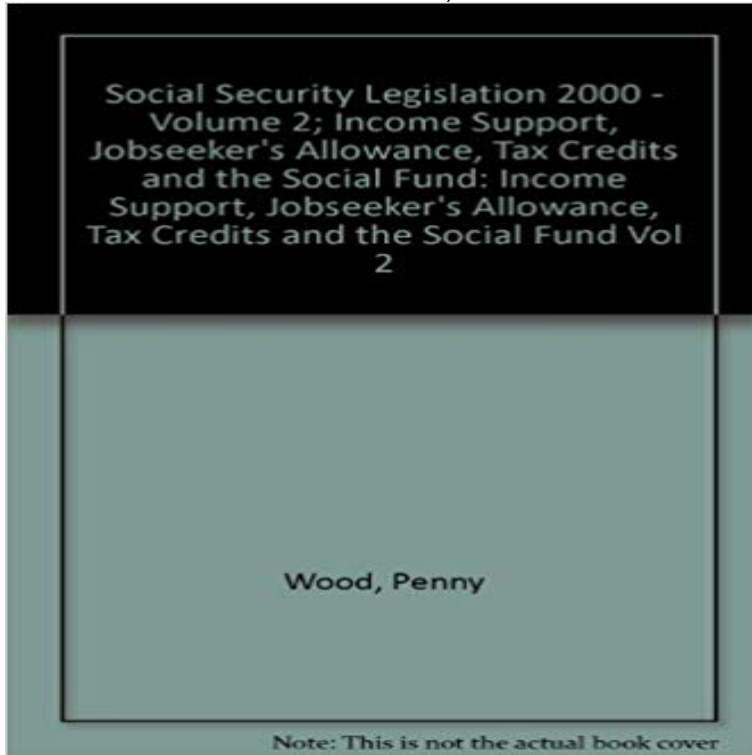 Social Security Legislation 2000 -
Volume 2; Income Support,
Jobseeker's Allowance, Tax Credits
and the Social Fund: Income
Support, Jobseeker's Allowance,
Tax Credits and the Social Fund Vol
2
Wood, Penny
Note: This is not the actual book cover